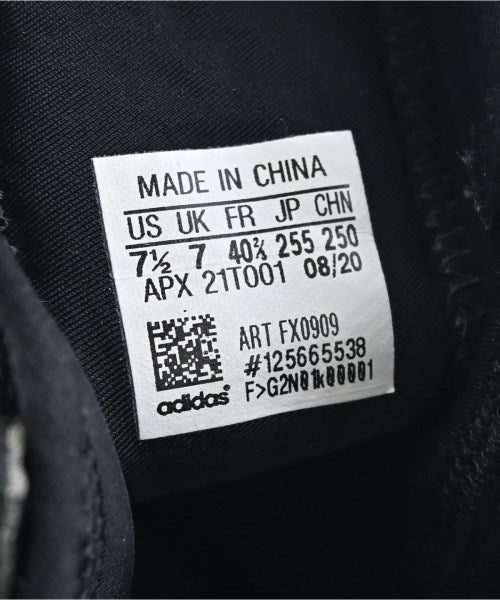 MADE IN CHINA
US UK FR JP CHN
7½ 7 40⅔ 255 250
APX 21T001 08/20
ART FX0909
#125665538
adidas® F>G2N01k00001